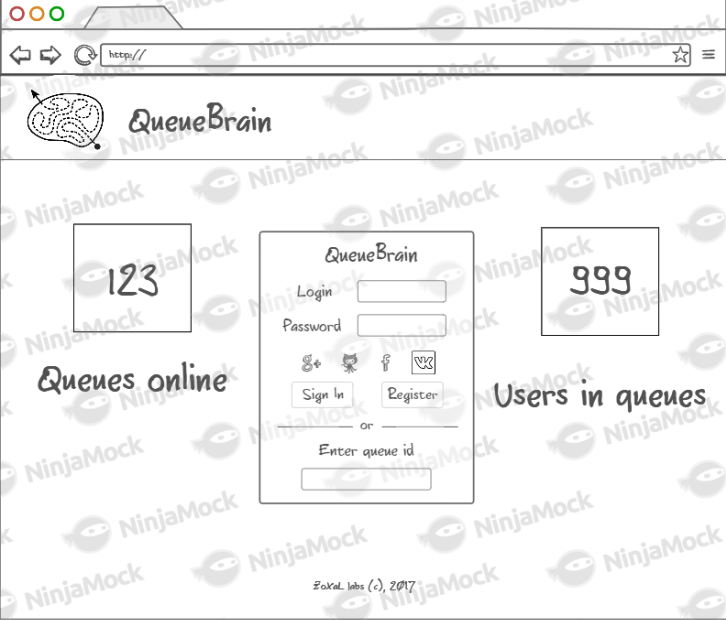 http://
QueueBrain
QueueBrain
Login
Password
g+ f VK
Sign In Register
or
Enter queue id
123
Queues online
999
Users in queues
ZoXaL labs (c), 2017
NinjaMock